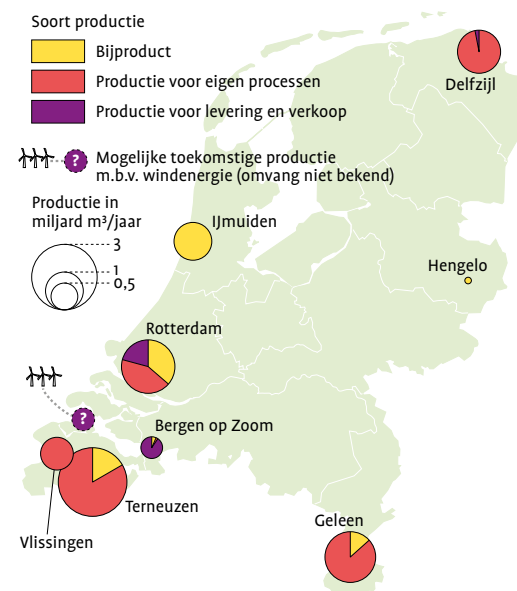 Soort productie
Bijproduct
Productie voor eigen processen
Productie voor levering en verkoop
?
Mogelijke toekomstige productie
m.b.v. windenergie (omvang niet bekend)
Productie in
miljard m³/jaar
3
1
0,5
Delfzijl
IJmuiden
Hengelo
Rotterdam
?
Bergen op Zoom
Terneuzen
Vlissingen
Geleen